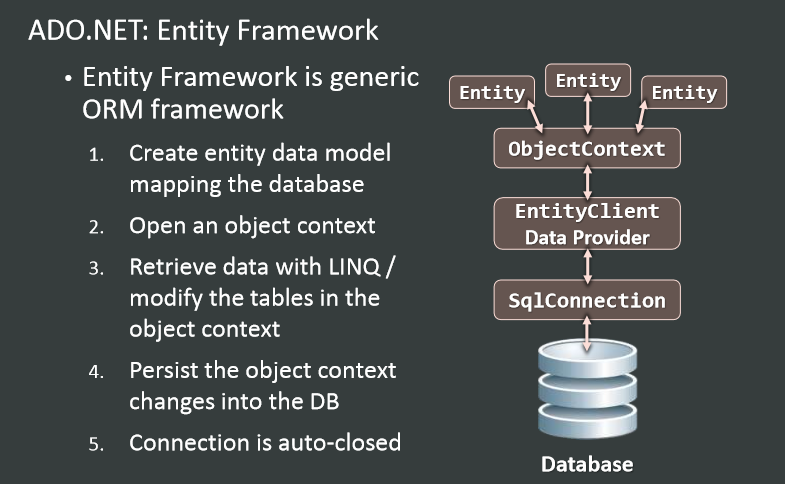 ADO.NET: Entity Framework
• Entity Framework is generic
ORM framework
1. Create entity data model
mapping the database
2. Open an object context
3. Retrieve data with LINQ /
modify the tables in the
object context
4. Persist the object context
changes into the DB
5. Connection is auto-closed
Entity
Entity
Entity
ObjectContext
EntityClient
Data Provider
SqlConnection
Database